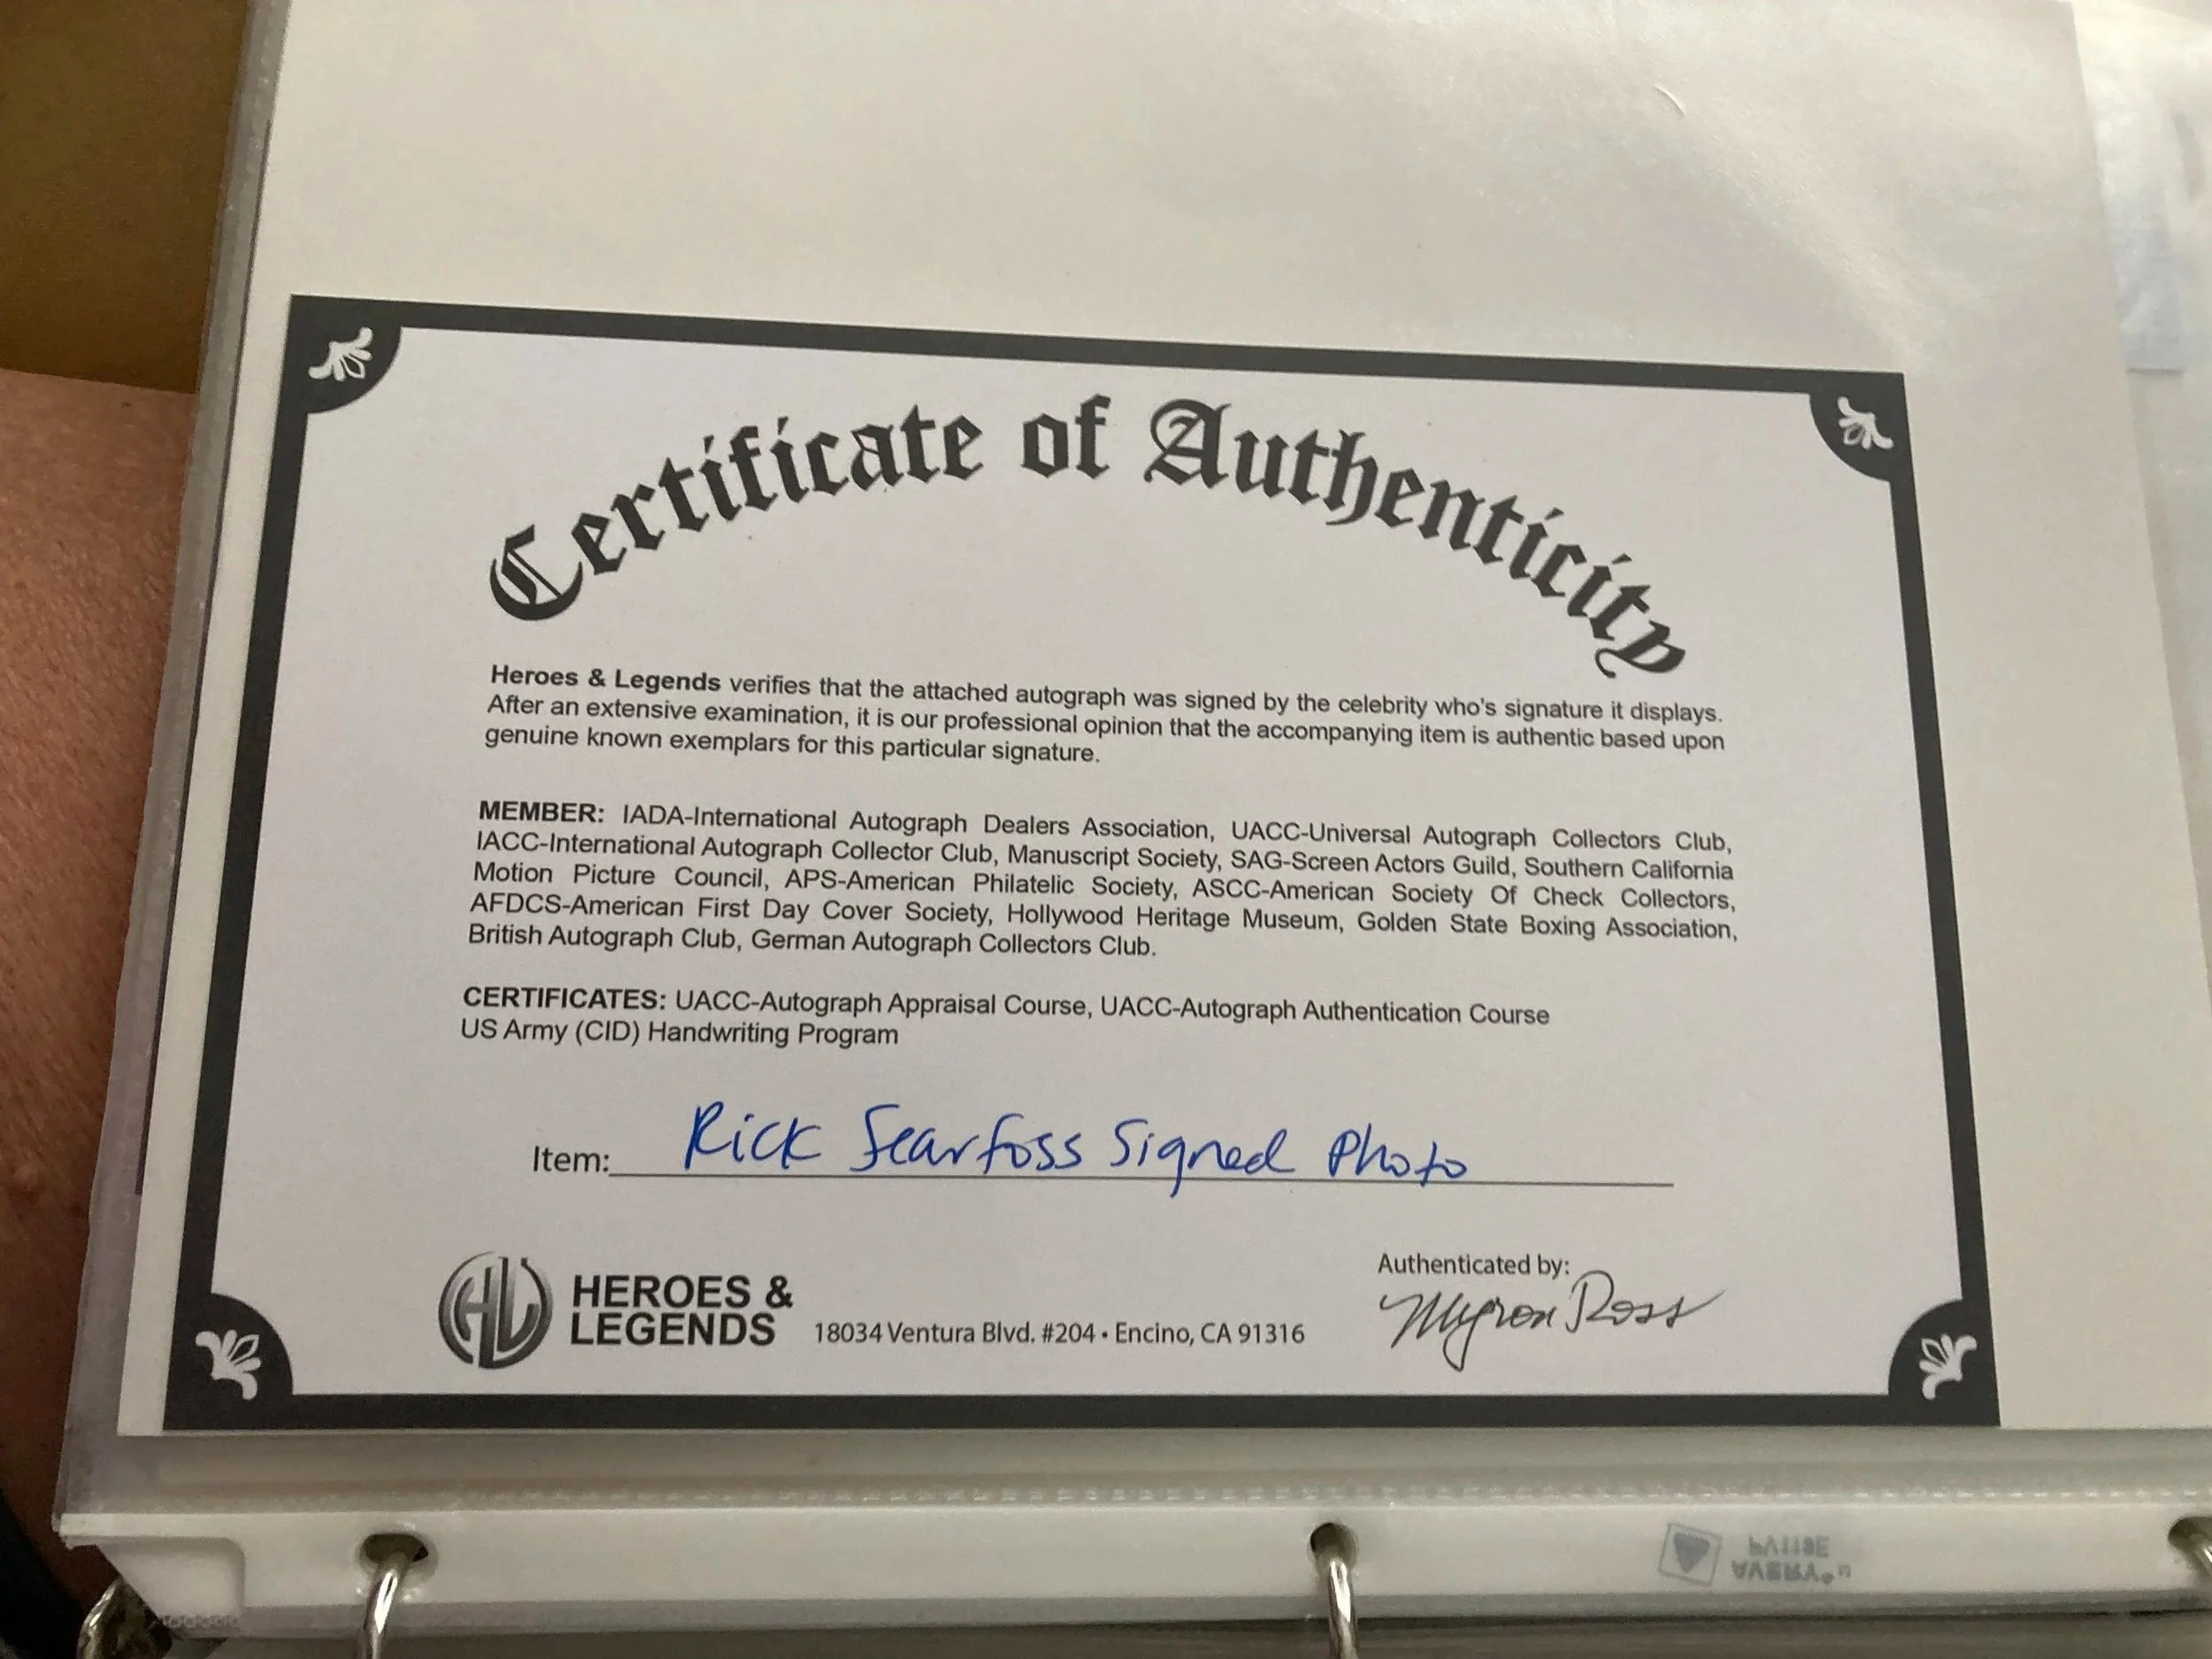 Certificate of Authenticity
Heroes & Legends verifies that the attached autograph was signed by the celebrity who's signature it displays.
After an extensive examination, it is our professional opinion that the accompanying item is authentic based upon
genuine known exemplars for this particular signature.
MEMBER: IADA-International Autograph Dealers Association, UACC-Universal Autograph Collectors Club,
IACC-International Autograph Collector Club, Manuscript Society, SAG-Screen Actors Guild, Southern California
Motion Picture Council, APS-American Philatelic Society, ASCC-American Society Of Check Collectors,
AFDCS-American First Day Cover Society, Hollywood Heritage Museum, Golden State Boxing Association,
British Autograph Club, German Autograph Collectors Club.
CERTIFICATES: UACC-Autograph Appraisal Course, UACC-Autograph Authentication Course
US Army (CID) Handwriting Program
Item: Rick Searfoss Signed Photo
HL HEROES &
LEGENDS
18034 Ventura Blvd. #204 • Encino, CA 91316
Authenticated by:
Myron Ross
AVERY